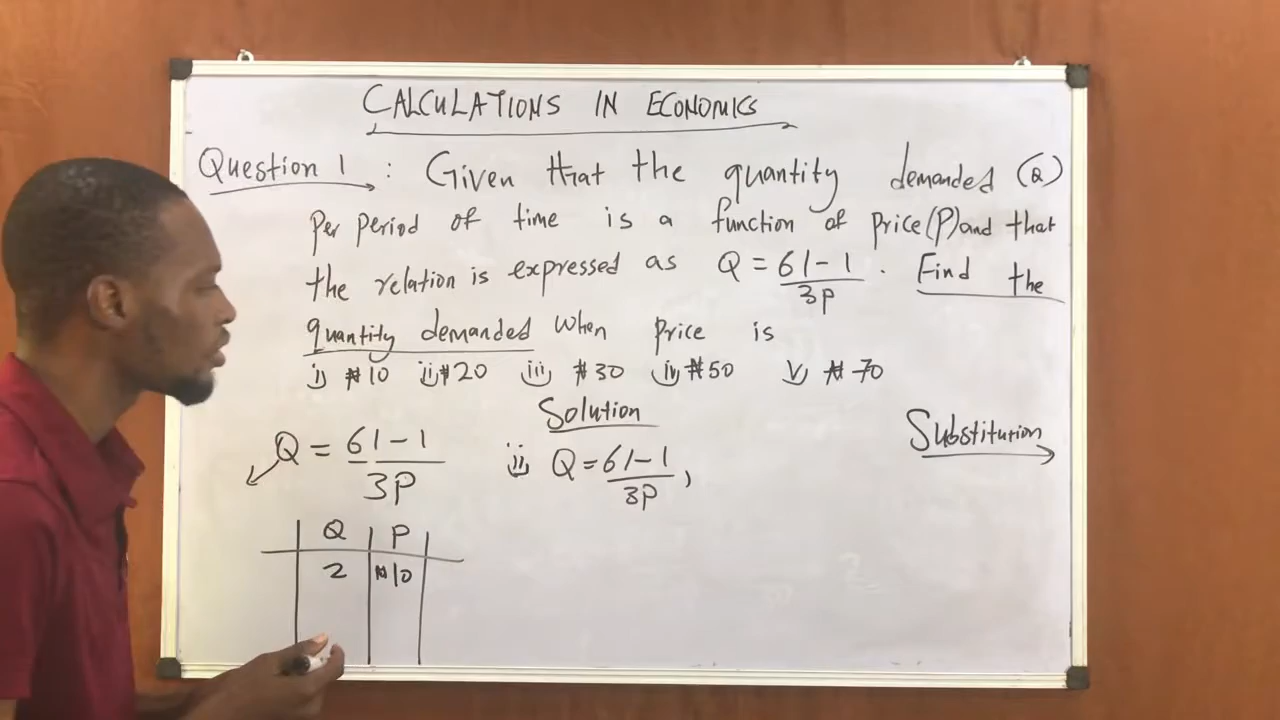 CALCULATIONS IN ECONOMICS
Question 1 : Given that the quantity demanded (Q)
Per period of time is a function of Price (P) and that
the relation is expressed as Q = 61 - 1 / 3P . Find the
quantity demanded when price is
i) ₦10 ii) ₦20 iii) ₦30 iv) ₦50 v) ₦70
Solution
Substitution
Q = 61 - 1 / 3P
ii) Q = 61 - 1 / 3P ,
Q P
2 ₦10